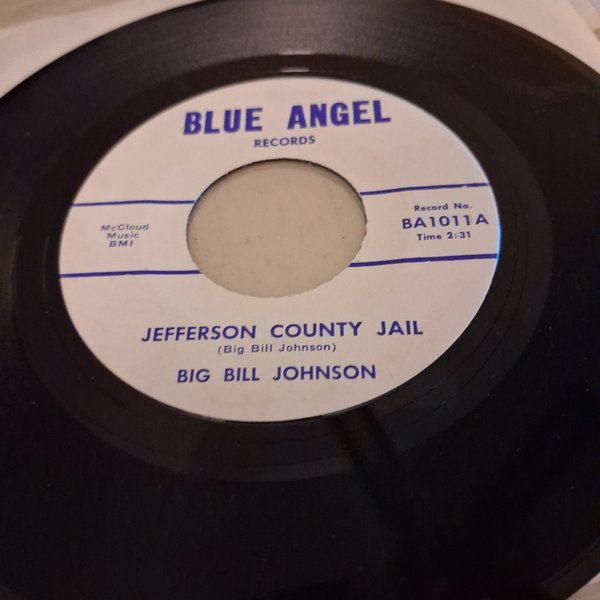 BLUE ANGEL
RECORDS
McCloud
Music
BMI
Record No.
BA1011A
Time 2:31
JEFFERSON COUNTY JAIL
(Big Bill Johnson)
BIG BILL JOHNSON